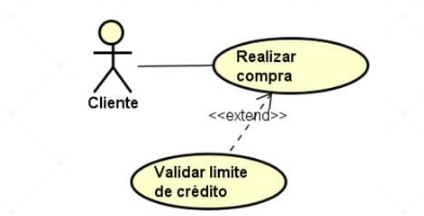 Realizar
compra
Cliente
<<extend>>
Validar limite
de crédito